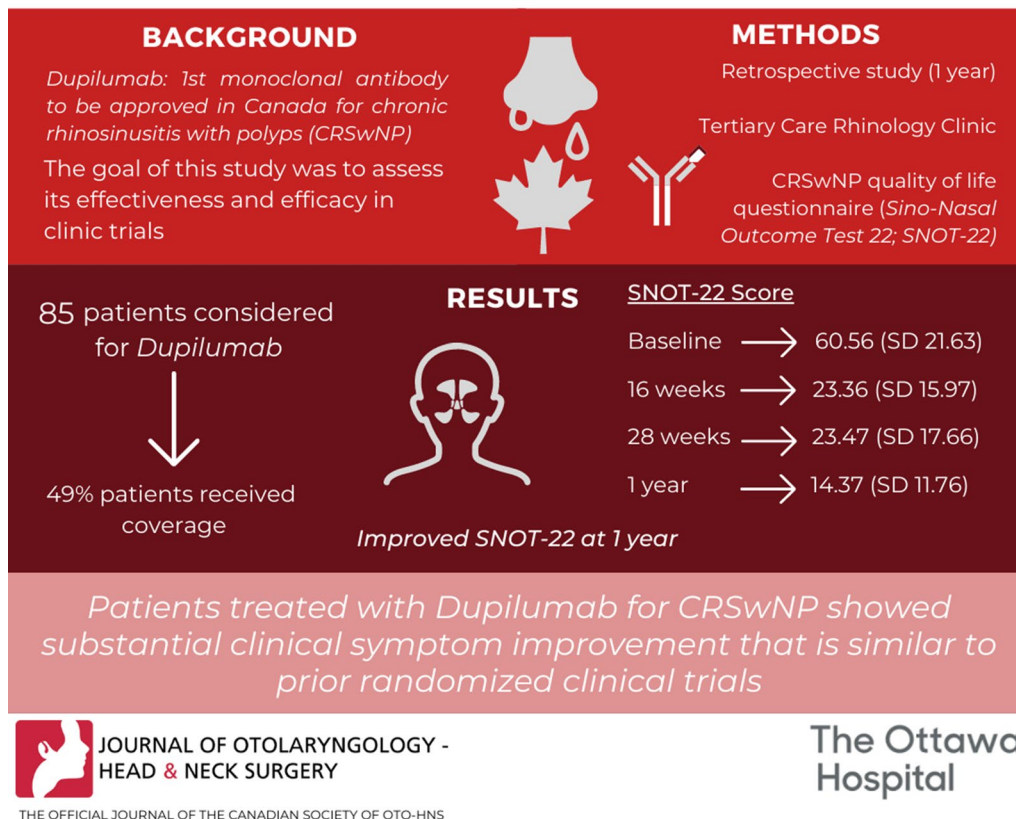 BACKGROUND
Dupilumab: 1st monoclonal antibody
to be approved in Canada for chronic
rhinosinusitis with polyps (CRSwNP)
The goal of this study was to assess
its effectiveness and efficacy in
clinic trials
METHODS
Retrospective study (1 year)
Tertiary Care Rhinology Clinic
CRSwNP quality of life
questionnaire (Sino-Nasal
Outcome Test 22; SNOT-22)
RESULTS
85 patients considered
for Dupilumab
49% patients received
coverage
SNOT-22 Score
Baseline → 60.56 (SD 21.63)
16 weeks → 23.36 (SD 15.97)
28 weeks → 23.47 (SD 17.66)
1 year → 14.37 (SD 11.76)
Improved SNOT-22 at 1 year
Patients treated with Dupilumab for CRSwNP showed
substantial clinical symptom improvement that is similar to
prior randomized clinical trials
JOURNAL OF OTOLARYNGOLOGY -
HEAD & NECK SURGERY
THE OFFICIAL JOURNAL OF THE CANADIAN SOCIETY OF OTO-HNS
The Ottawa
Hospital